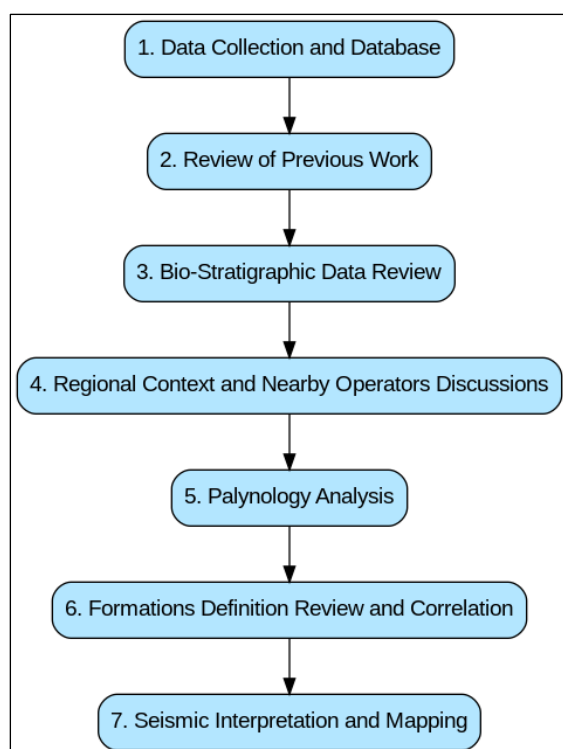 1. Data Collection and Database
2. Review of Previous Work
3. Bio-Stratigraphic Data Review
4. Regional Context and Nearby Operators Discussions
5. Palynology Analysis
6. Formations Definition Review and Correlation
7. Seismic Interpretation and Mapping